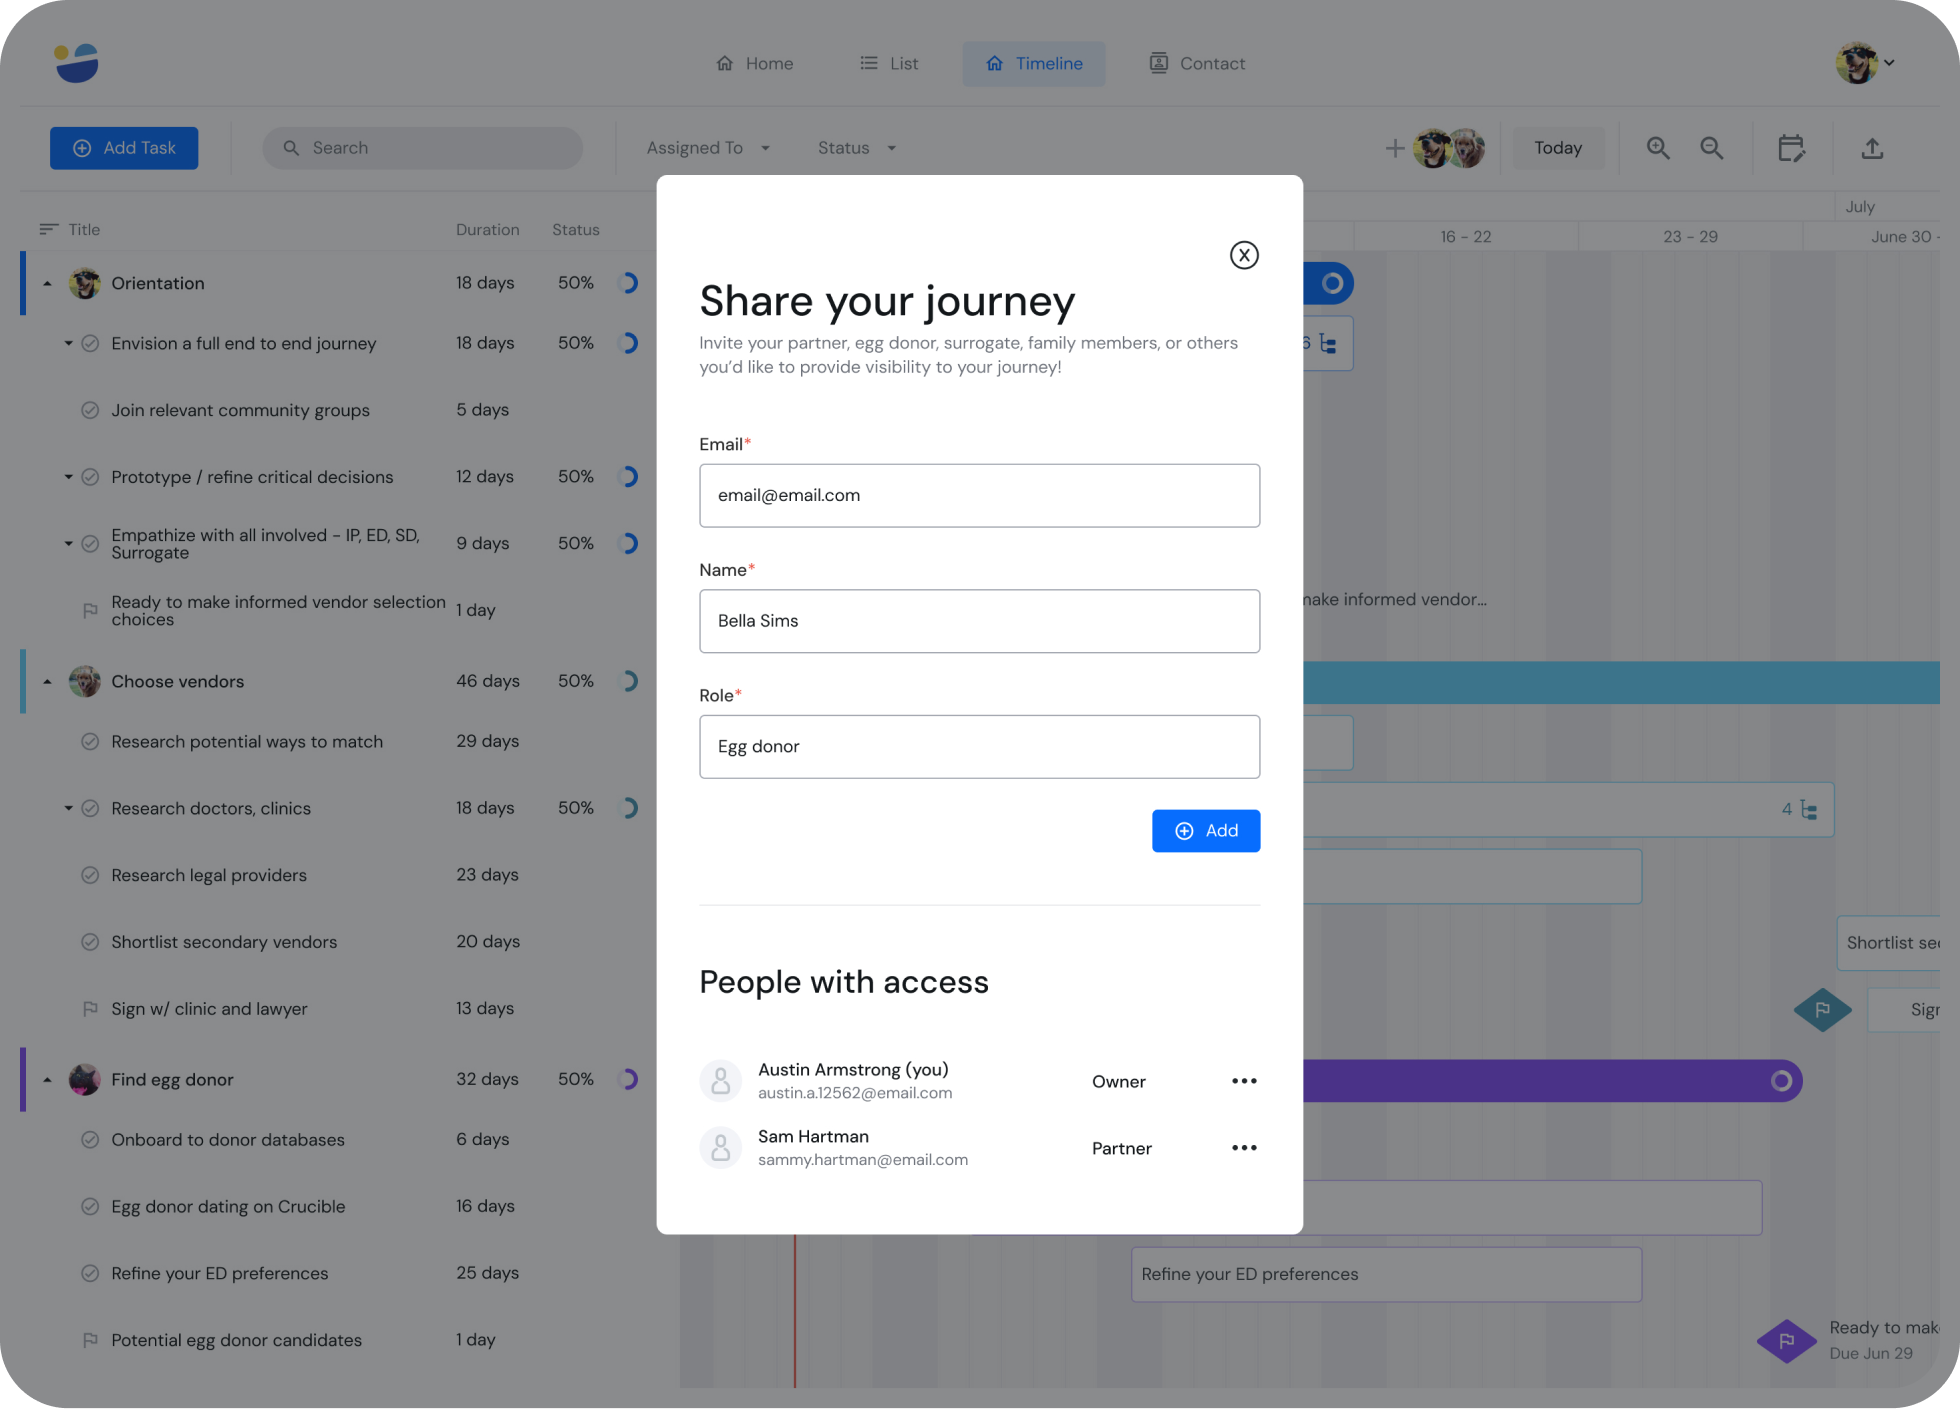 Home
List
Timeline
Contact
Add Task
Search
Assigned To
Status
Today
July
Title
Duration
Status
16 - 22
23 - 29
June 30 -
Orientation 18 days 50%
Envision a full end to end journey 18 days 50%
6
Join relevant community groups 5 days
Prototype / refine critical decisions 12 days 50%
Empathize with all involved - IP, ED, SD,
Surrogate
9 days 50%
Ready to make informed vendor selection
choices
1 day
make informed vendor...
Choose vendors 46 days 50%
Research potential ways to match 29 days
Research doctors, clinics 18 days 50%
4
Research legal providers 23 days
Shortlist secondary vendors 20 days
Shortlist sec
Sign w/ clinic and lawyer 13 days
Sign
Find egg donor 32 days 50%
Onboard to donor databases 6 days
Egg donor dating on Crucible 16 days
Refine your ED preferences 25 days
Refine your ED preferences
Potential egg donor candidates 1 day
Ready to mak
Due Jun 29
X
Share your journey
Invite your partner, egg donor, surrogate, family members, or others
you'd like to provide visibility to your journey!
Email*
email@email.com
Name*
Bella Sims
Role*
Egg donor
Add
People with access
Austin Armstrong (you)
austin.a.12562@email.com
Owner
Sam Hartman
sammy.hartman@email.com
Partner